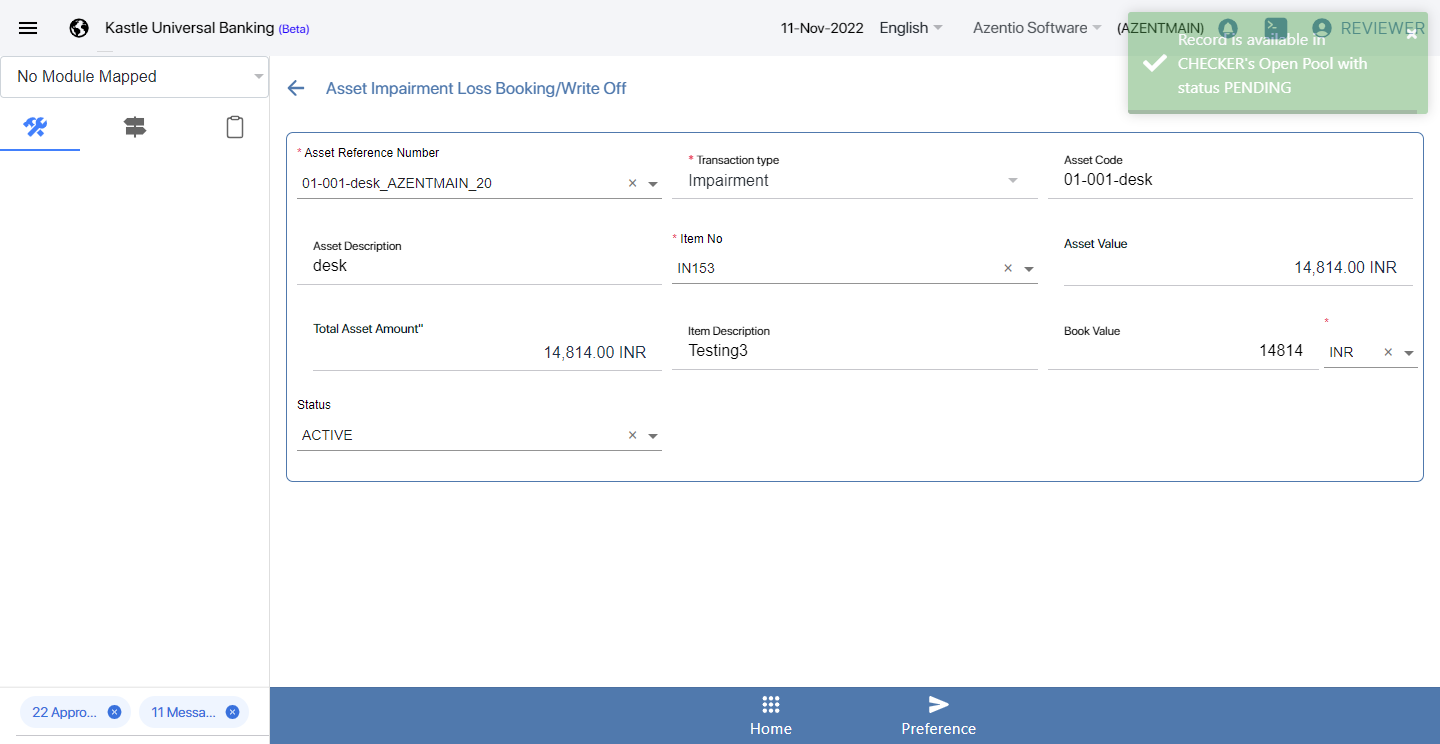 Kastle Universal Banking (Beta)
11-Nov-2022
English
Azentio Software
(AZENTMAIN)
REVIEWER
Record is available in
CHECKER's Open Pool with
status PENDING
No Module Mapped
Asset Impairment Loss Booking/Write Off
* Asset Reference Number
01-001-desk_AZENTMAIN_20
* Transaction type
Impairment
Asset Code
01-001-desk
Asset Description
desk
* Item No
IN153
Asset Value
14,814.00 INR
Total Asset Amount"
14,814.00 INR
Item Description
Testing3
Book Value
14814
*
INR
Status
ACTIVE
22 Appro...
11 Messa...
Home
Preference